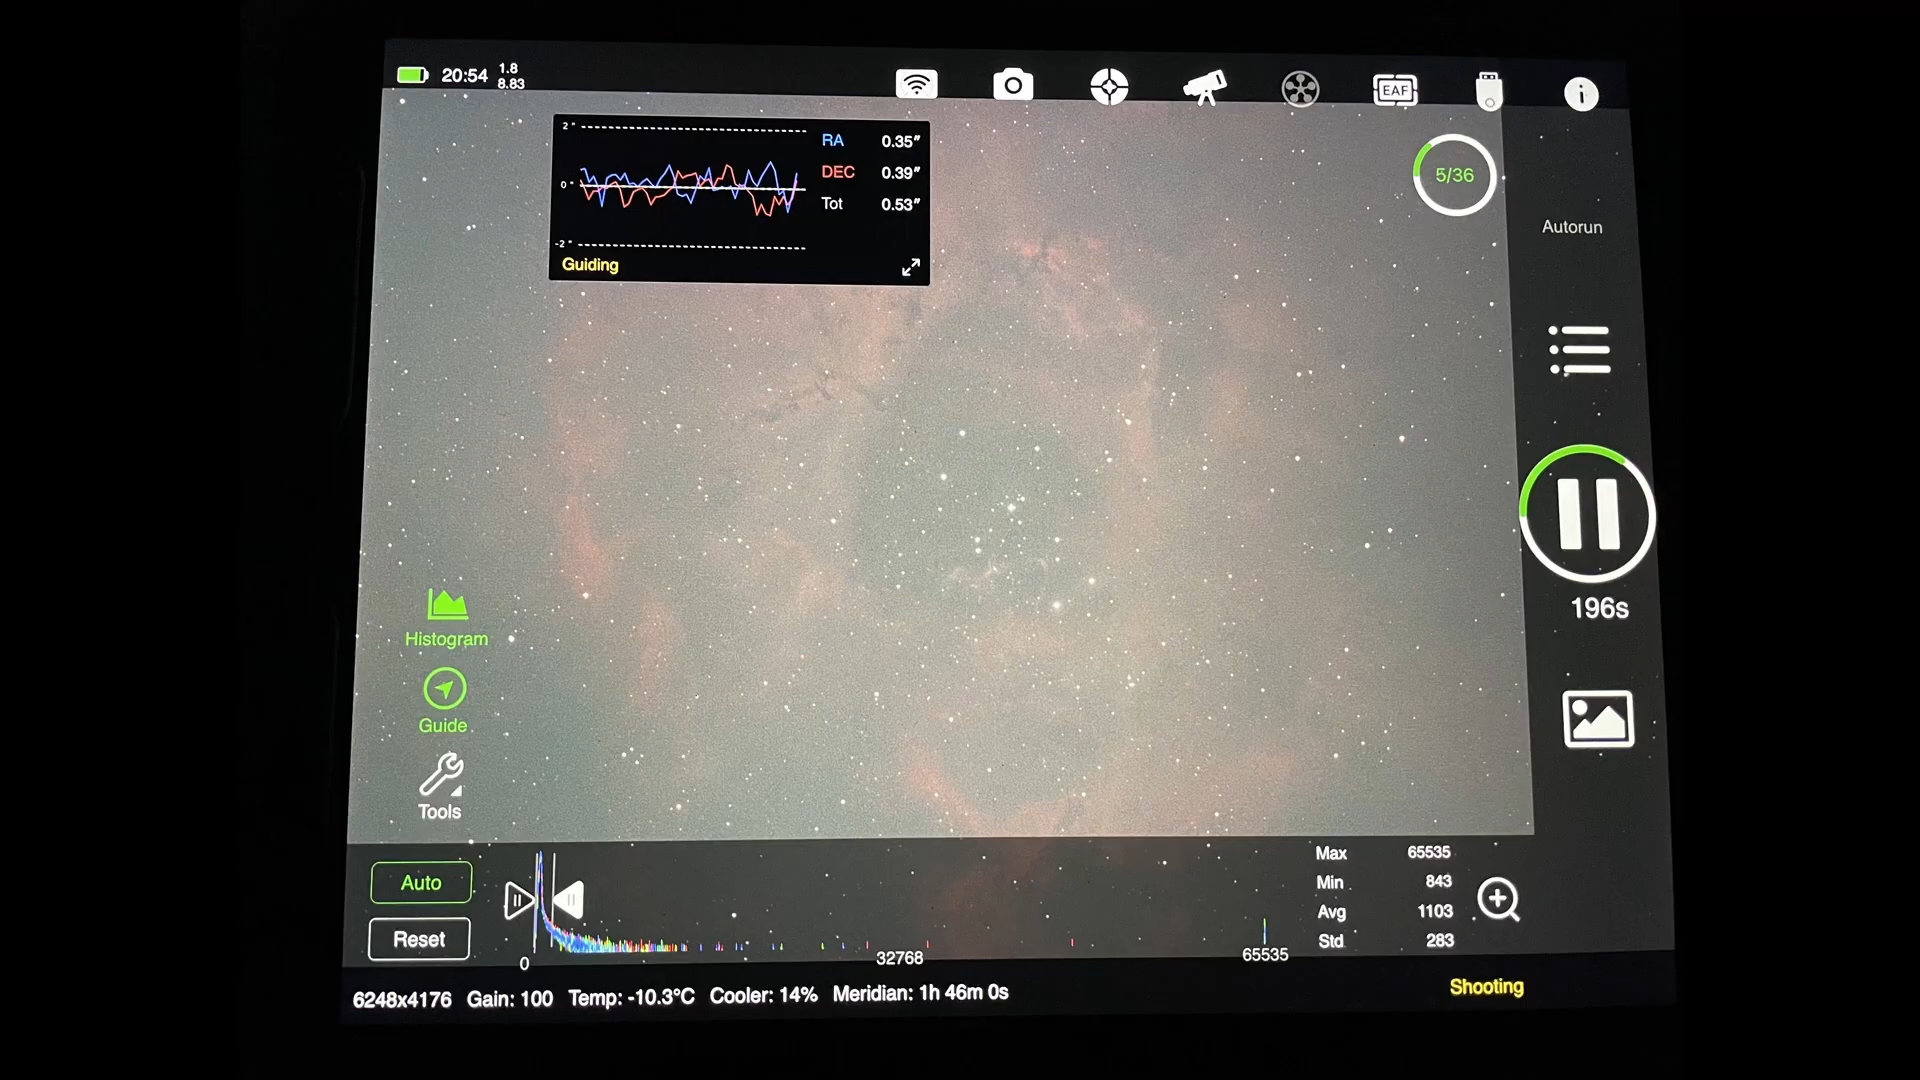 20:54 1.8
8.83
EAF
i
2"
RA 0.35"
DEC 0.39"
0"
Tot 0.53"
-2"
Guiding
5/36
Autorun
196s
Histogram
Guide
Tools
Auto
Reset
0
32768
65535
Max 65535
Min 843
Avg 1103
Std 283
6248x4176 Gain: 100 Temp: -10.3°C Cooler: 14% Meridian: 1h 46m 0s
Shooting